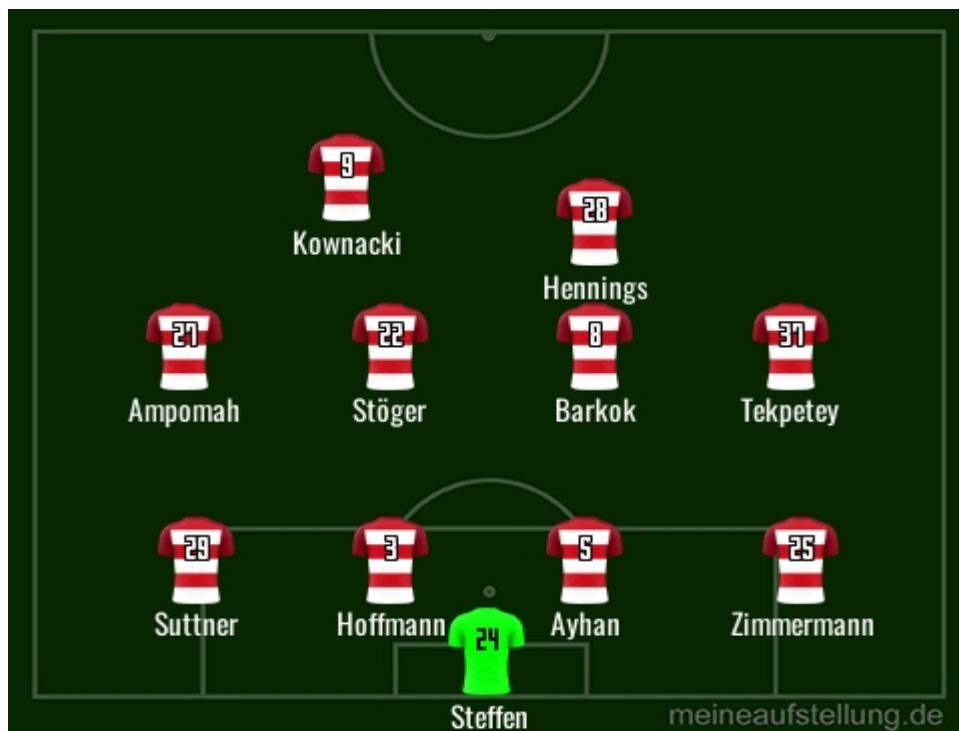 9
Kownacki
28
Hennings
27
Ampomah
22
Stöger
8
Barkok
37
Tekpetey
29
Suttner
3
Hoffmann
5
Ayhan
25
Zimmermann
24
Steffen
meineaufstellung.de